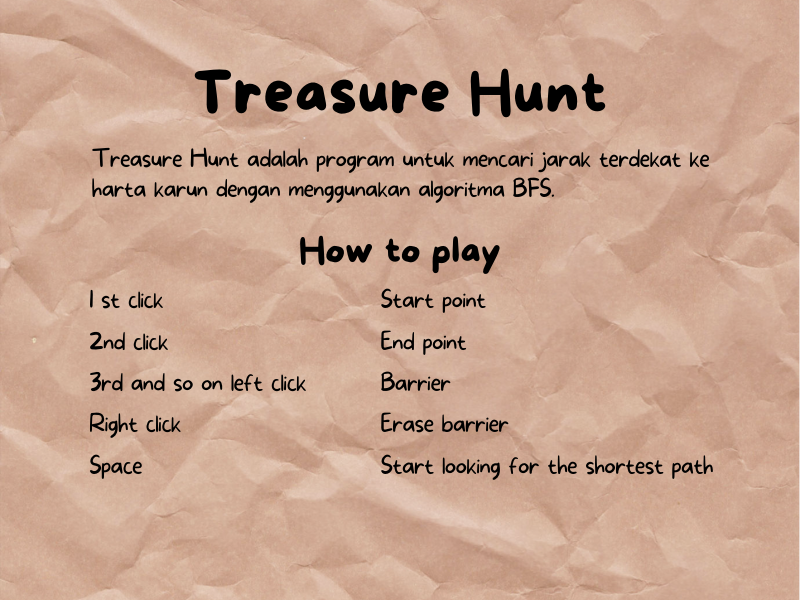 Treasure Hunt
Treasure Hunt adalah program untuk mencari jarak terdekat ke
harta karun dengan menggunakan algoritma BFS.
How to play
1 st click Start point
2nd click End point
3rd and so on left click Barrier
Right click Erase barrier
Space Start looking for the shortest path